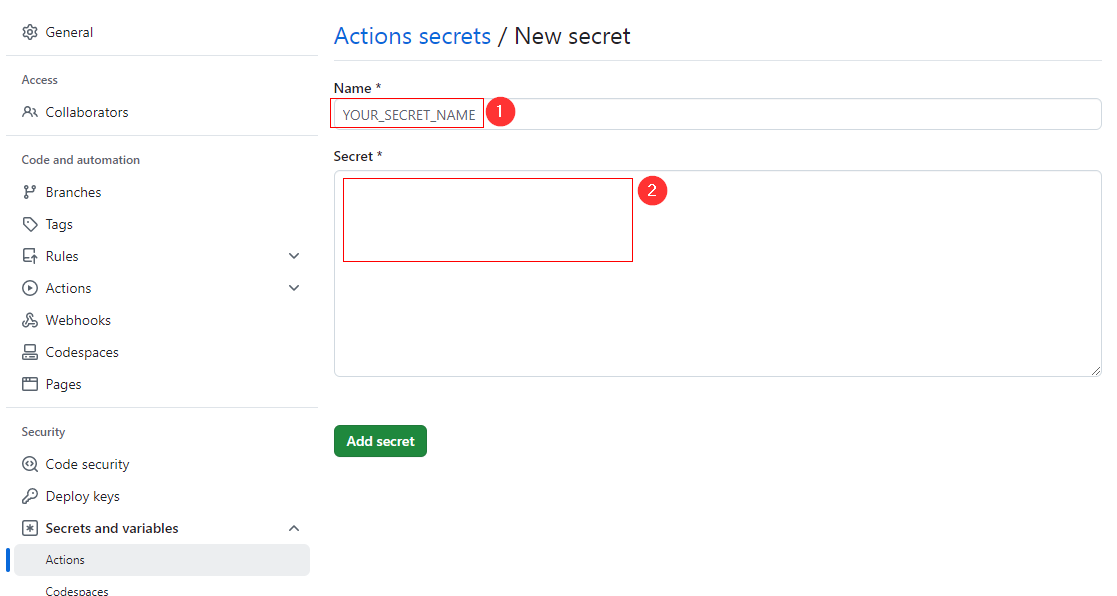 General
Access
Collaborators
Code and automation
Branches
Tags
Rules
Actions
Webhooks
Codespaces
Pages
Security
Code security
Deploy keys
Secrets and variables
Actions
Codespaces
Actions secrets / New secret
Name *
YOUR_SECRET_NAME
1
Secret *
2
Add secret